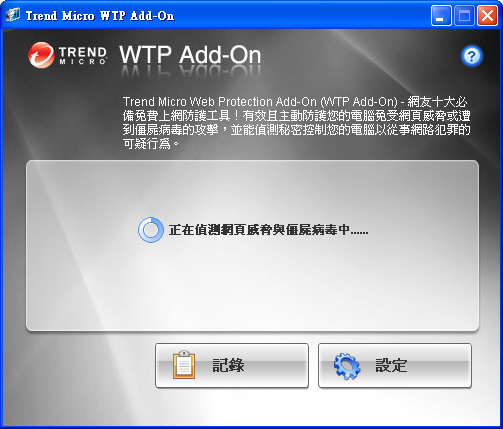 Trend Micro WTP Add-On
TREND MICRO
WTP Add-On
?
Trend Micro Web Protection Add-On (WTP Add-On) - 網友十大必
備免費上網防護工具！有效且主動防護您的電腦免受網頁威脅或遭
到僵屍病毒的攻擊，並能偵測秘密控制您的電腦以從事網路犯罪的
可疑行為。
正在偵測網頁威脅與僵屍病毒中......
記錄
設定